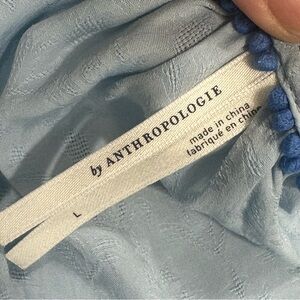 by ANTHROPOLOGIE
made in china
fabriqué en chine
L